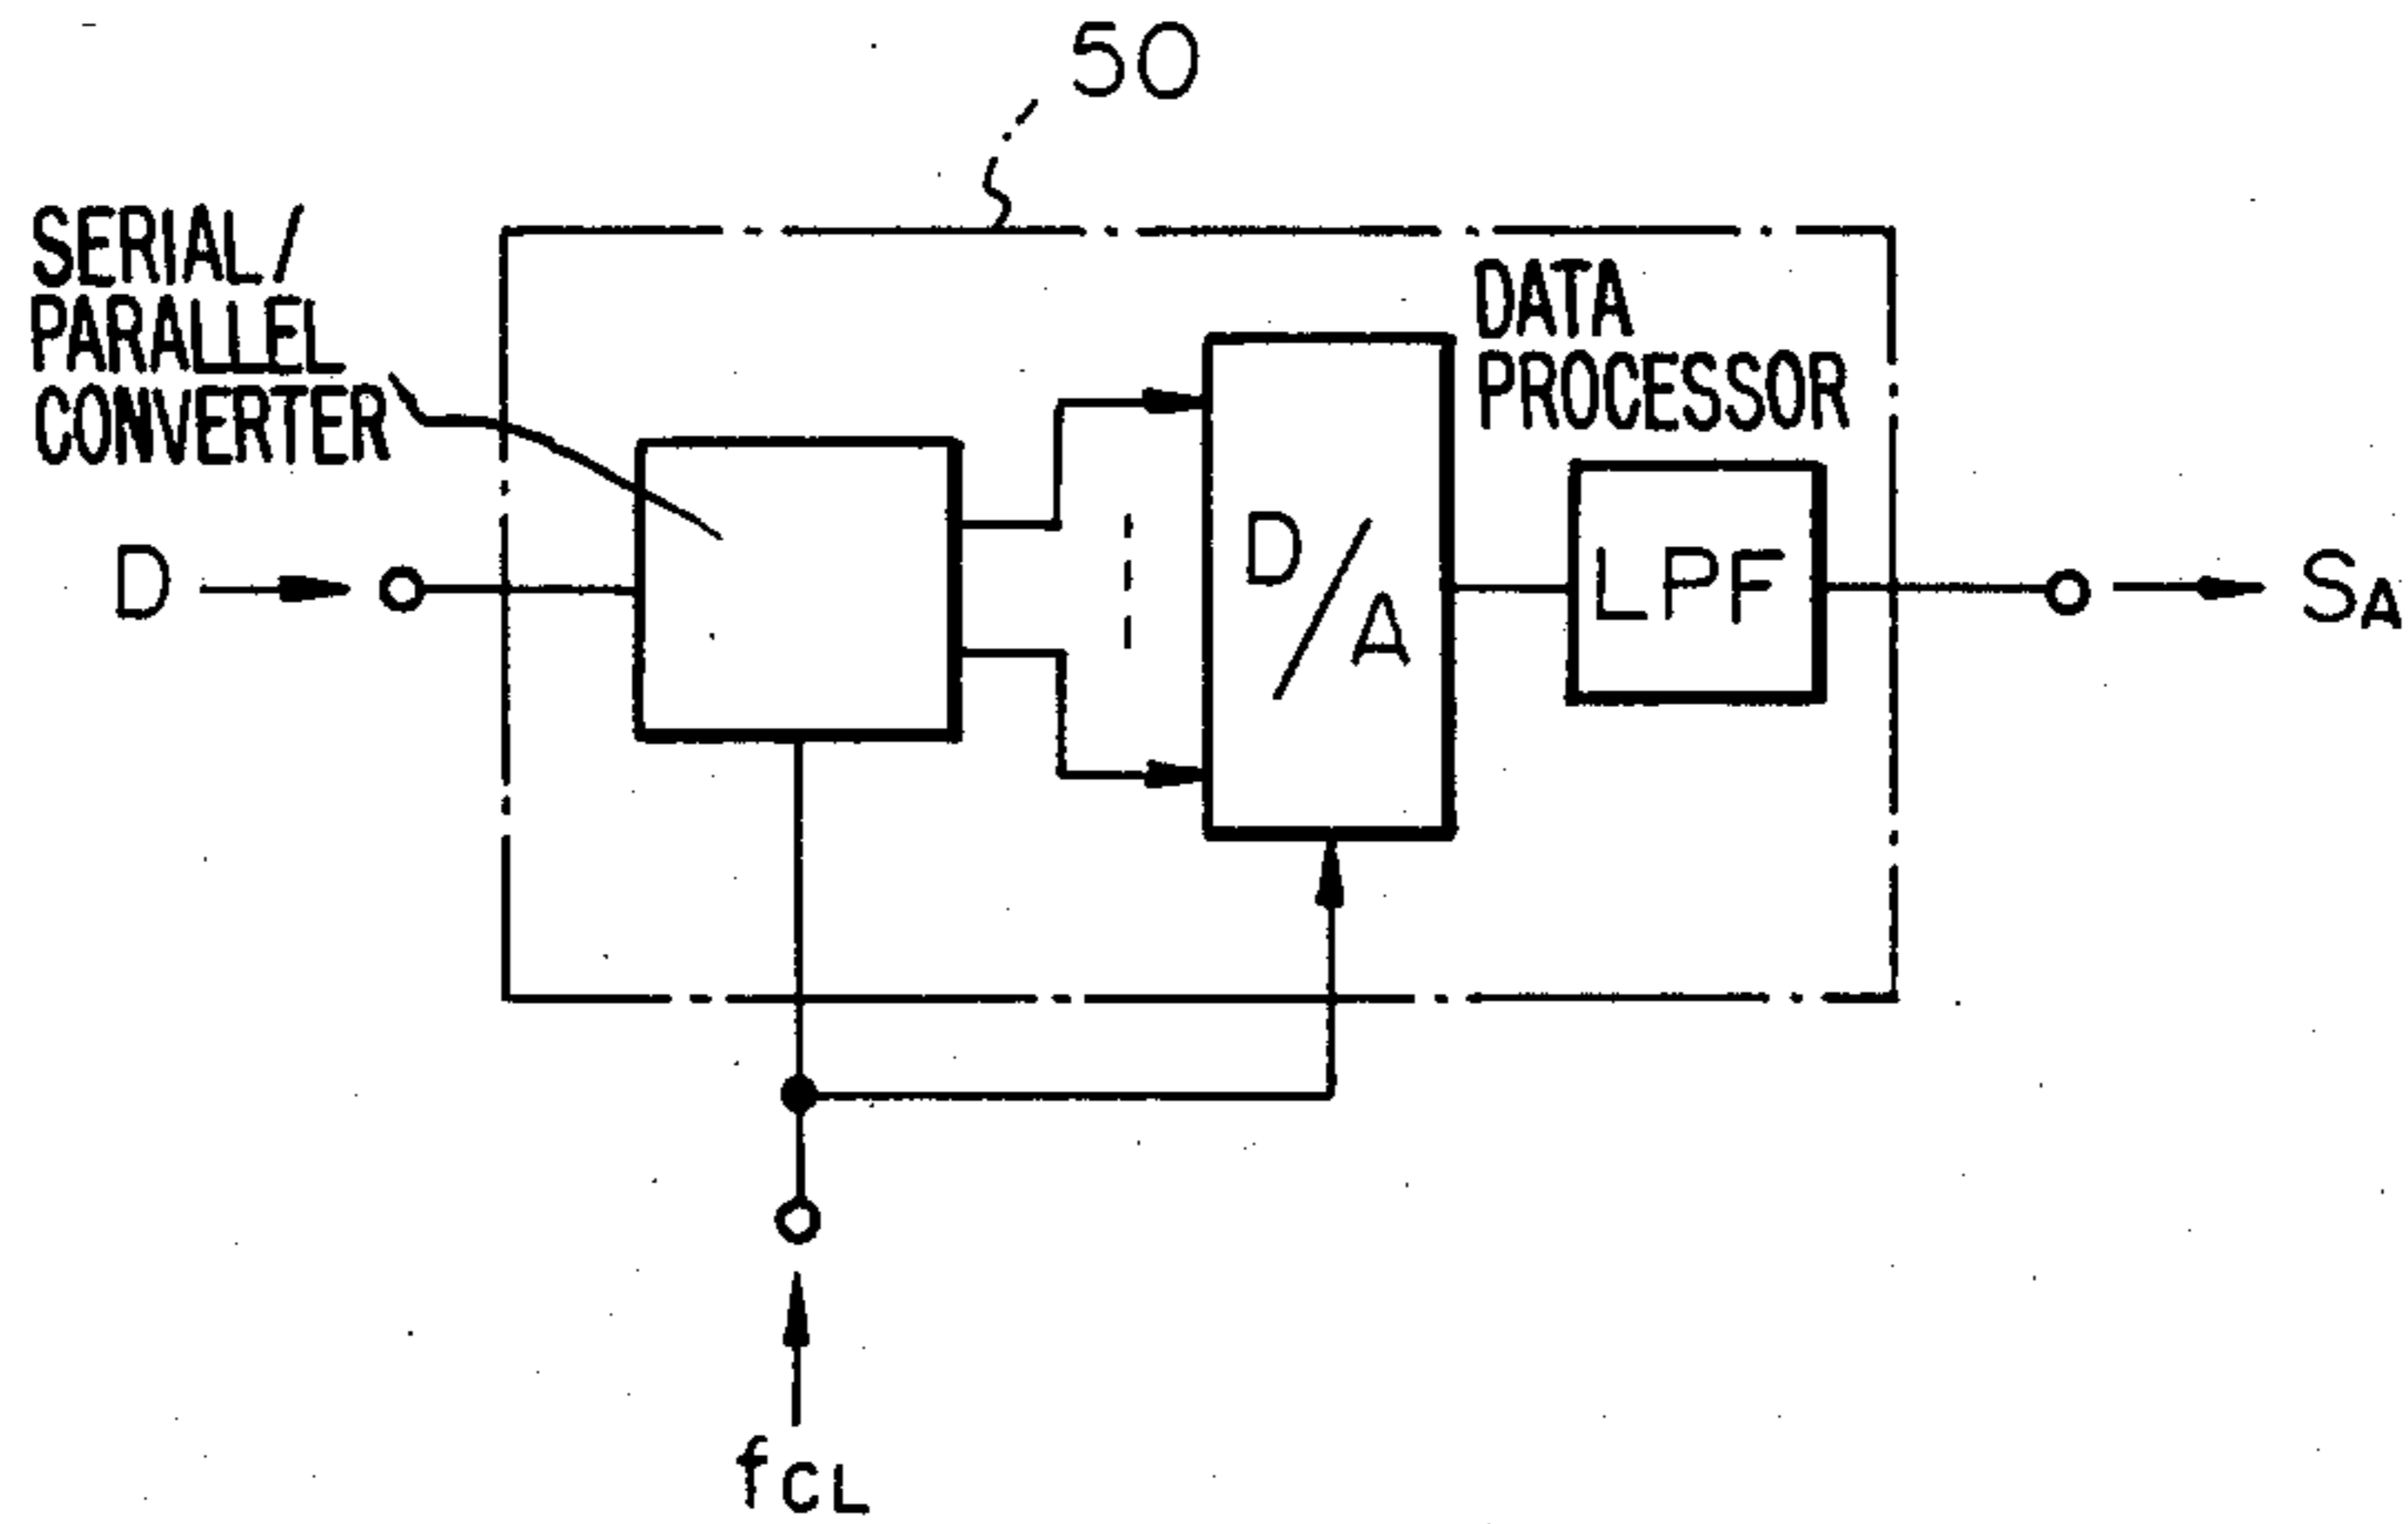 50
SERIAL/
PARALLEL
CONVERTER
DATA
PROCESSOR
D
D/A
LPF
SA
fCL